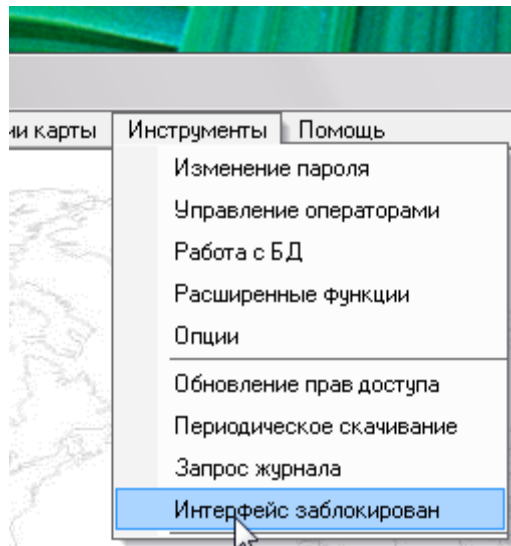 ии карты Инструменты Помощь
Изменение пароля
Управление операторами
Работа с БД
Расширенные функции
Опции
Обновление прав доступа
Периодическое скачивание
Запрос журнала
Интерфейс заблокирован